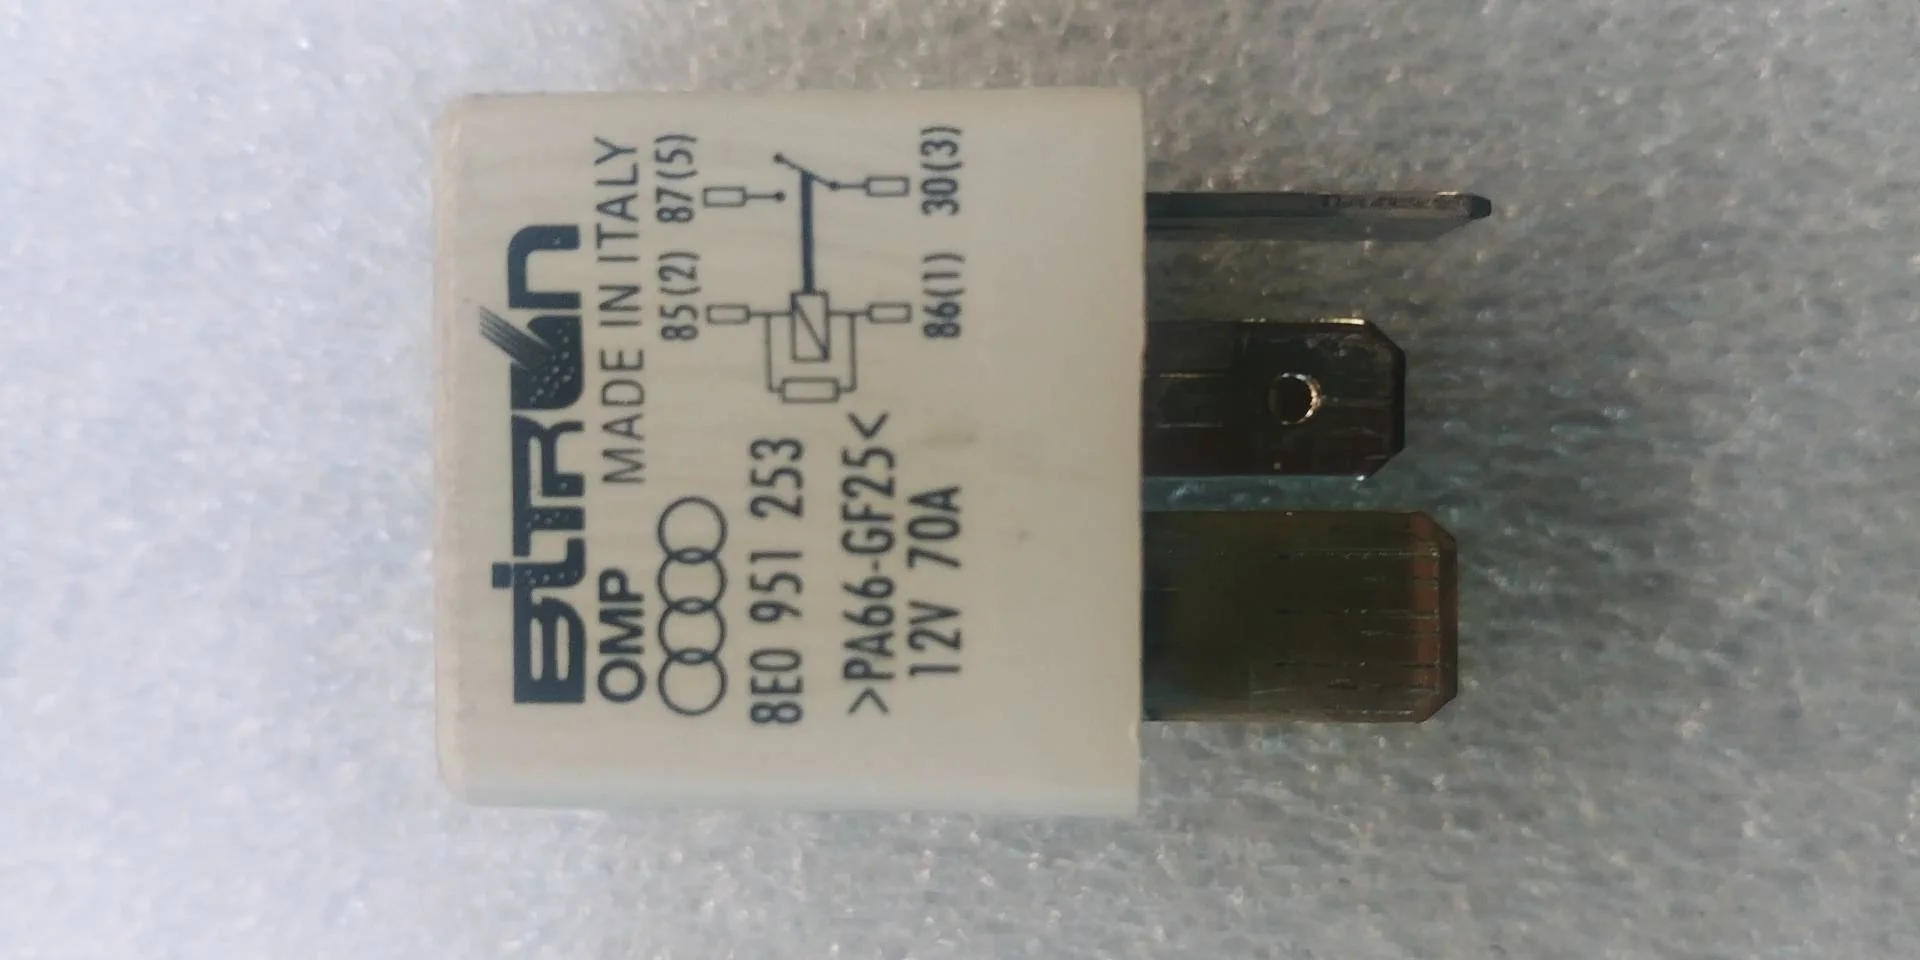 BiTRON
OMP MADE IN ITALY
85(2) 87(5)
8E0 951 253
>PA66-GF25<
12V 70A
86(1) 30(3)